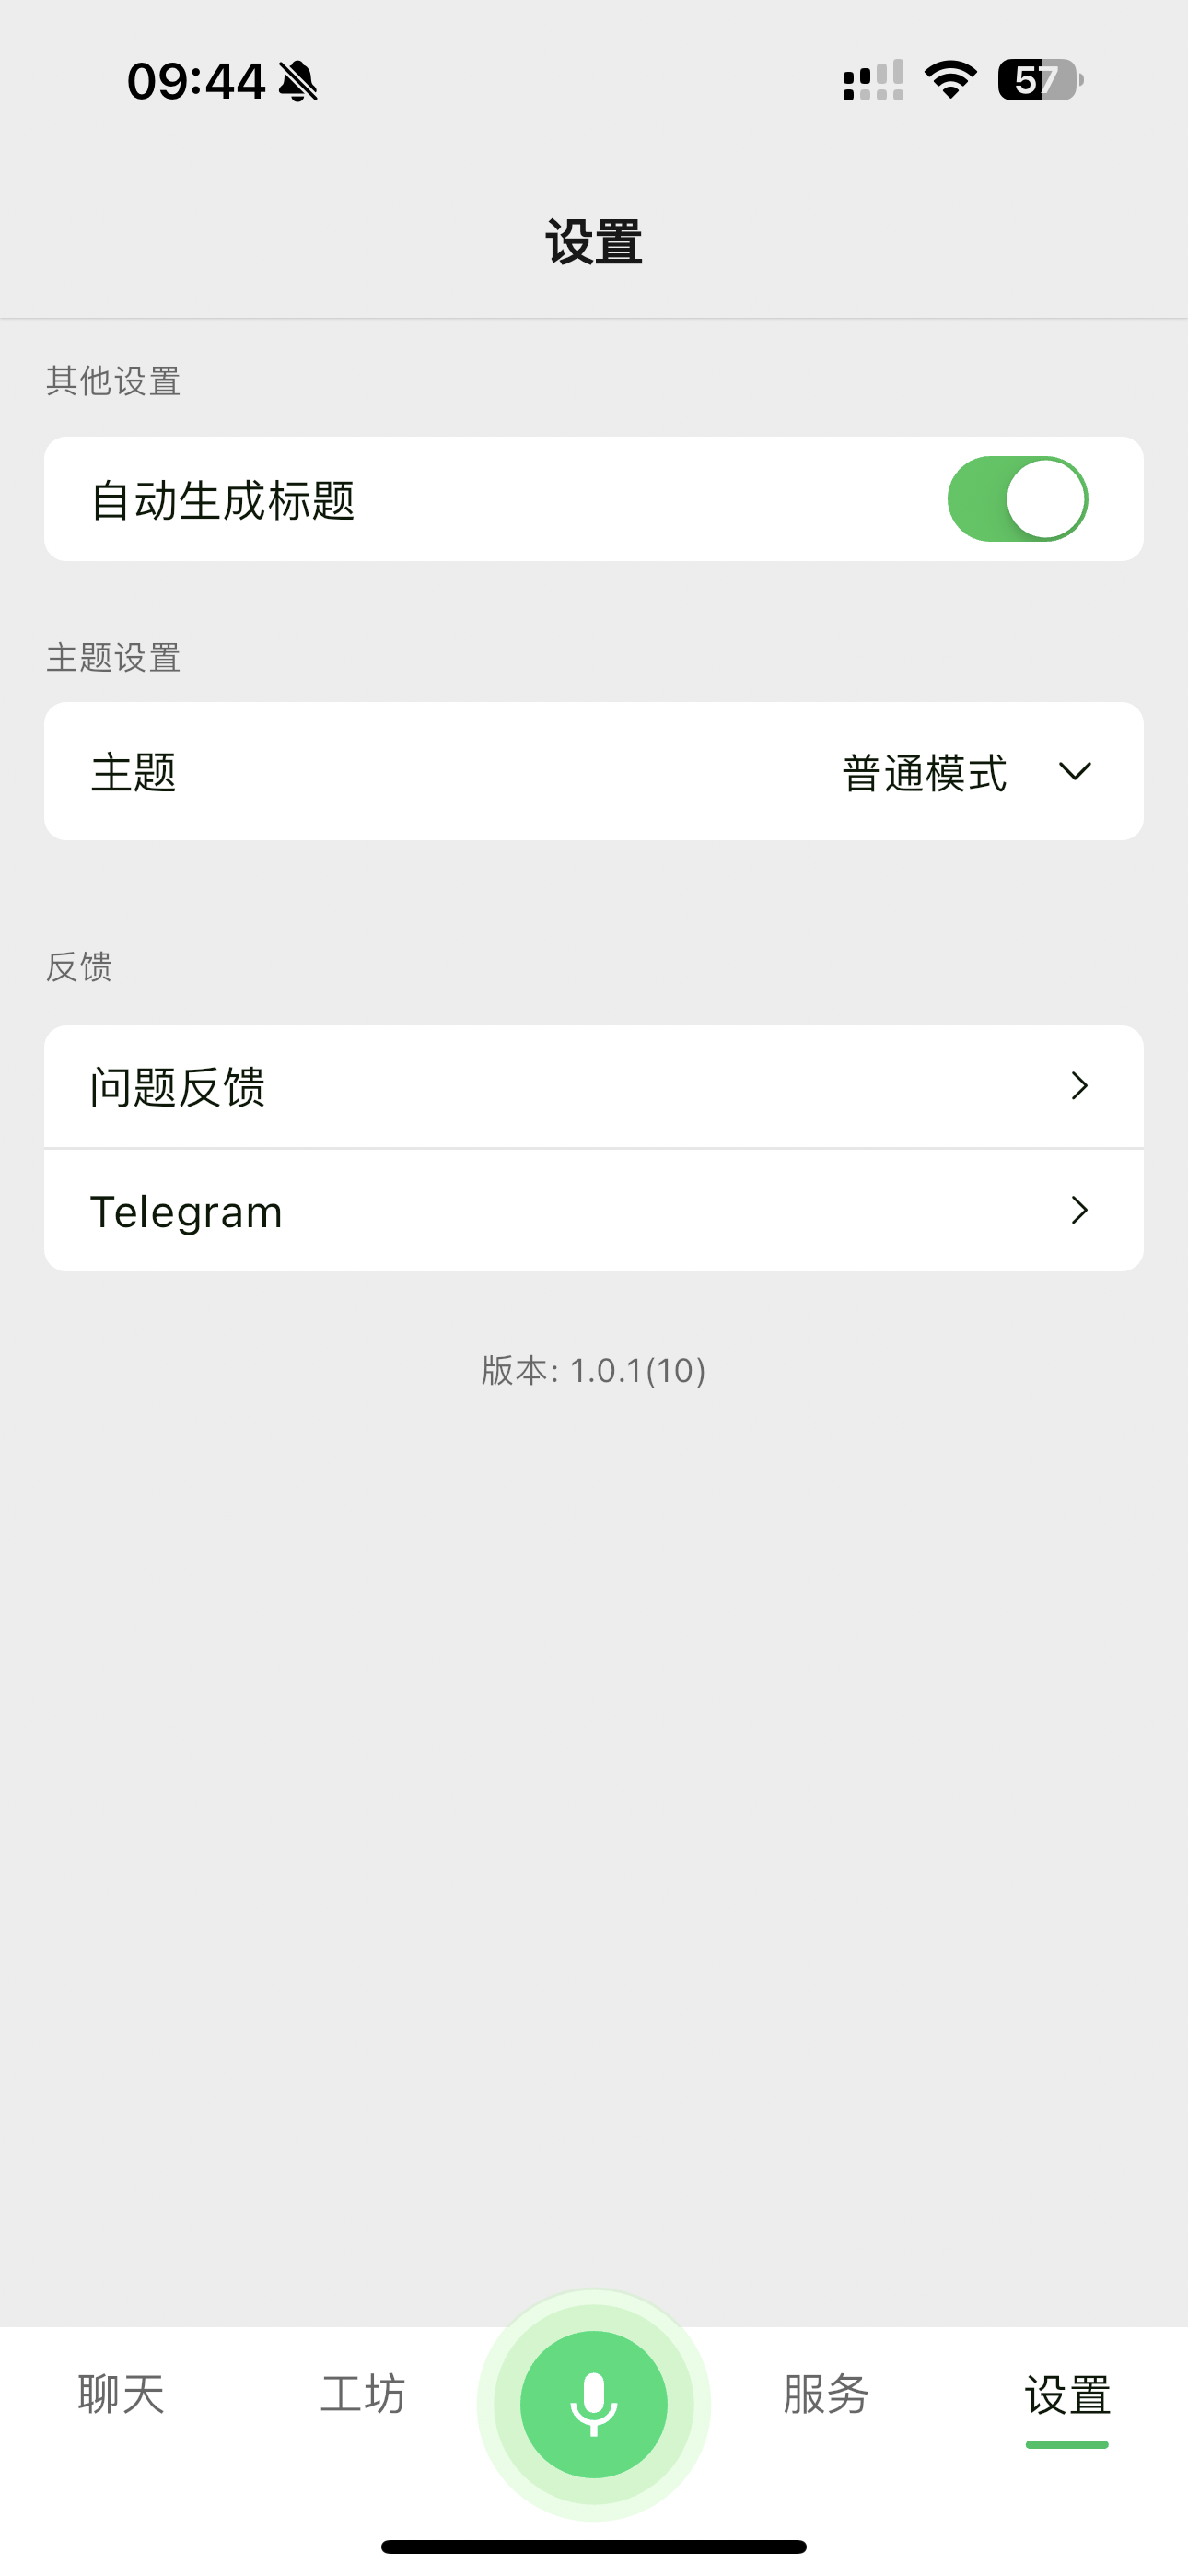 09:44
57
设置
其他设置
自动生成标题
主题设置
主题 普通模式
反馈
问题反馈
Telegram
版本: 1.0.1(10)
聊天 工坊 服务 设置